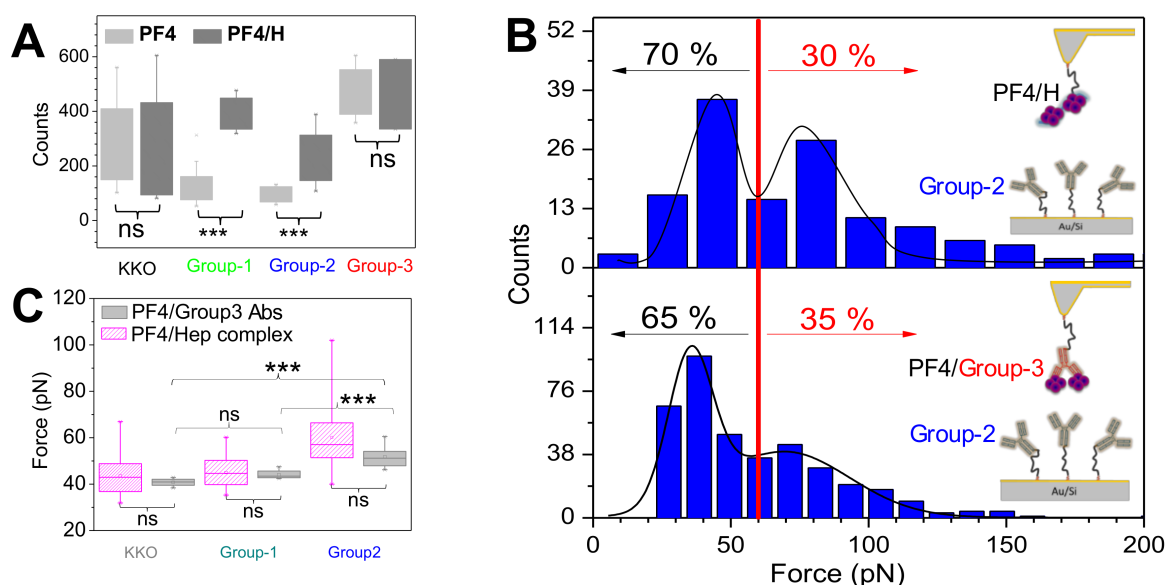 A
PF4 PF4/H
Counts
600
400
200
0
ns
***
***
ns
KKO Group-1 Group-2 Group-3
B
52
39
26
13
0
70 %
30 %
PF4/H
Group-2
Au/Si
Counts
114
76
38
0
65 %
35 %
PF4/Group-3
Group-2
Au/Si
0 50 100 150 200
Force (pN)
C
120
100
80
60
40
20
Force (pN)
PF4/Group3 Abs
PF4/Hep complex
***
***
ns
ns
ns
ns
KKO Group-1 Group2